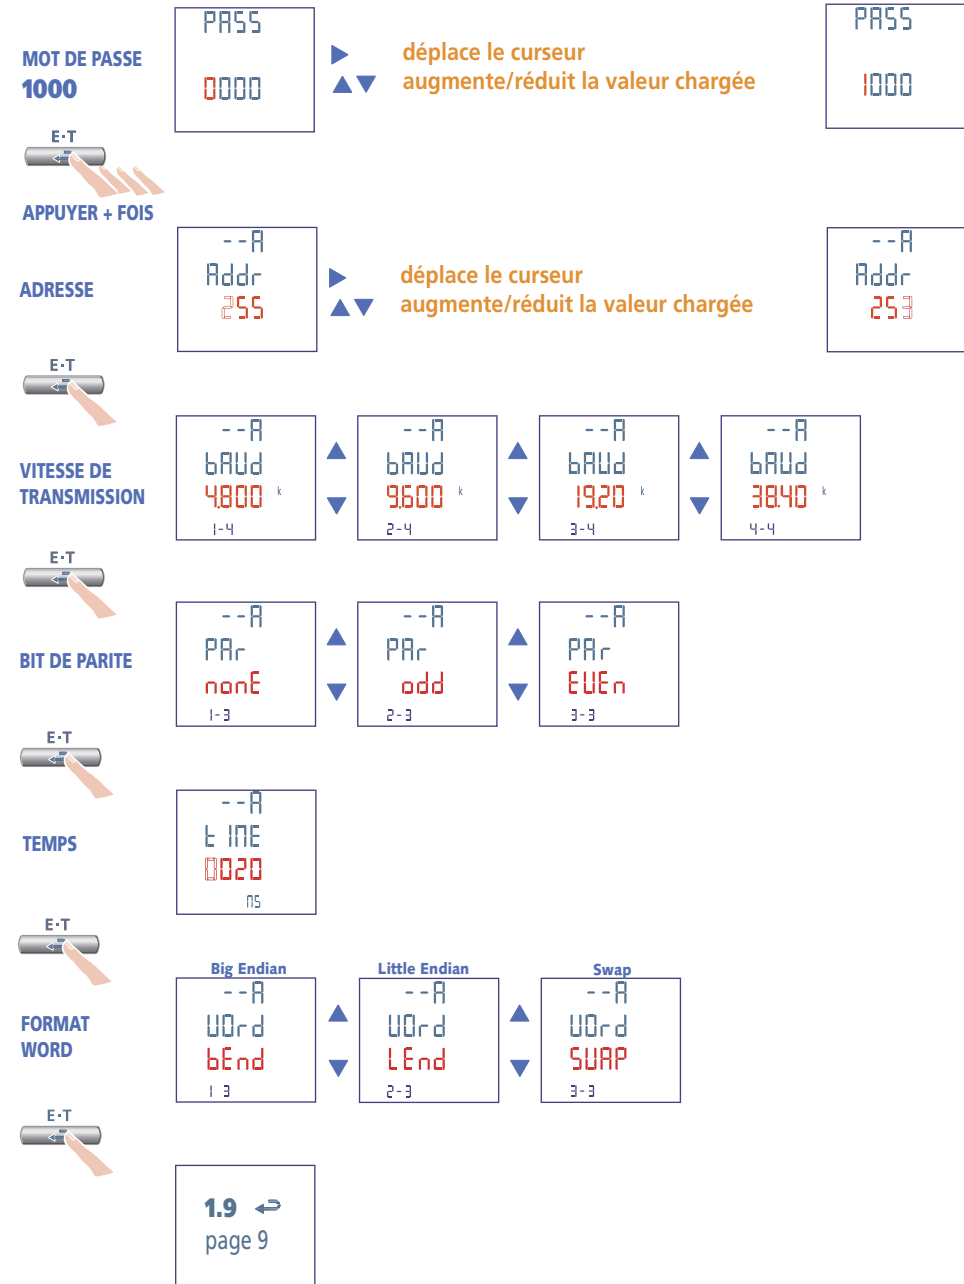 PASS
PASS
MOT DE PASSE
1000
déplace le curseur
augmente/réduit la valeur chargée
0000
1000
E·T
APPUYER + FOIS
--A
--A
ADRESSE
Addr
déplace le curseur
Addr
255
augmente/réduit la valeur chargée
253
E·T
--A
--A
--A
--A
VITESSE DE
TRANSMISSION
bAUd
bAUd
bAUd
bAUd
4.800 k
9.600 k
19.20 k
38.40 k
1-4
2-4
3-4
4-4
E·T
--A
--A
--A
BIT DE PARITE
PAr
PAr
PAr
nonE
odd
EUEn
1-3
2-3
3-3
E·T
--A
TEMPS
tIME
0020
MS
E·T
Big Endian
Little Endian
Swap
--A
--A
--A
FORMAT
WORD
UOrd
UOrd
UOrd
bEnd
LEnd
SUAP
1 3
2-3
3-3
E·T
1.9
page 9